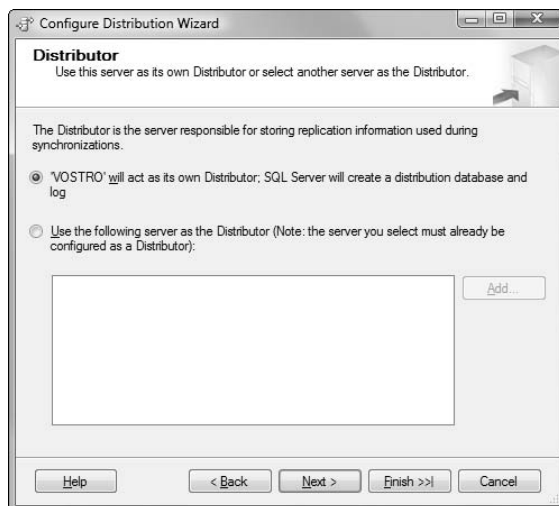 Configure Distribution Wizard
Distributor
Use this server as its own Distributor or select another server as the Distributor.
The Distributor is the server responsible for storing replication information used during
synchronizations.
'VOSTRO' will act as its own Distributor; SQL Server will create a distribution database and
log
Use the following server as the Distributor (Note: the server you select must already be
configured as a Distributor):
Add...
Help
< Back
Next >
Finish >>|
Cancel